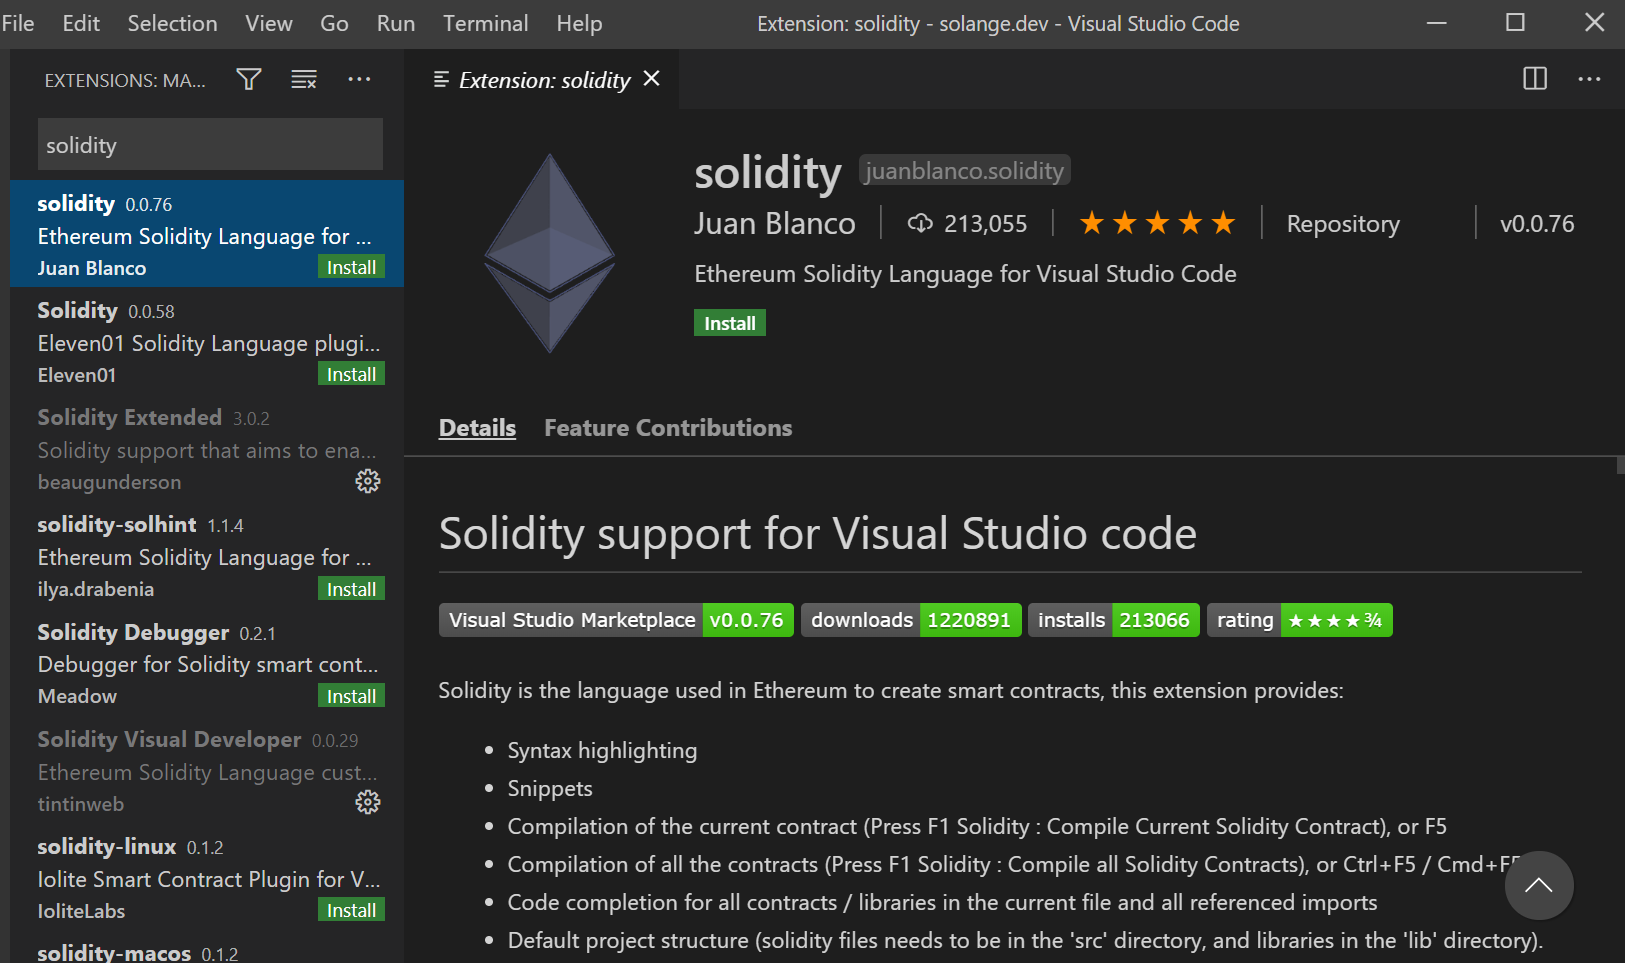 File Edit Selection View Go Run Terminal Help Extension: solidity - solange.dev - Visual Studio Code
EXTENSIONS: MA...
solidity
solidity 0.0.76
Ethereum Solidity Language for ...
Juan Blanco Install
Solidity 0.0.58
Eleven01 Solidity Language plugi...
Eleven01 Install
Solidity Extended 3.0.2
Solidity support that aims to ena...
beaugunderson
solidity-solhint 1.1.4
Ethereum Solidity Language for ...
ilya.drabenia Install
Solidity Debugger 0.2.1
Debugger for Solidity smart cont...
Meadow Install
Solidity Visual Developer 0.0.29
Ethereum Solidity Language cust...
tintinweb
solidity-linux 0.1.2
Iolite Smart Contract Plugin for V...
IoliteLabs Install
solidity-macos 0.1.2
Extension: solidity
solidity juanblanco.solidity
Juan Blanco 213,055 ★★★★★ Repository v0.0.76
Ethereum Solidity Language for Visual Studio Code
Install
Details Feature Contributions
Solidity support for Visual Studio code
Visual Studio Marketplace v0.0.76 downloads 1220891 installs 213066 rating ★★★★¾
Solidity is the language used in Ethereum to create smart contracts, this extension provides:
• Syntax highlighting
• Snippets
• Compilation of the current contract (Press F1 Solidity : Compile Current Solidity Contract), or F5
• Compilation of all the contracts (Press F1 Solidity : Compile all Solidity Contracts), or Ctrl+F5 / Cmd+F5
• Code completion for all contracts / libraries in the current file and all referenced imports
• Default project structure (solidity files needs to be in the 'src' directory, and libraries in the 'lib' directory).